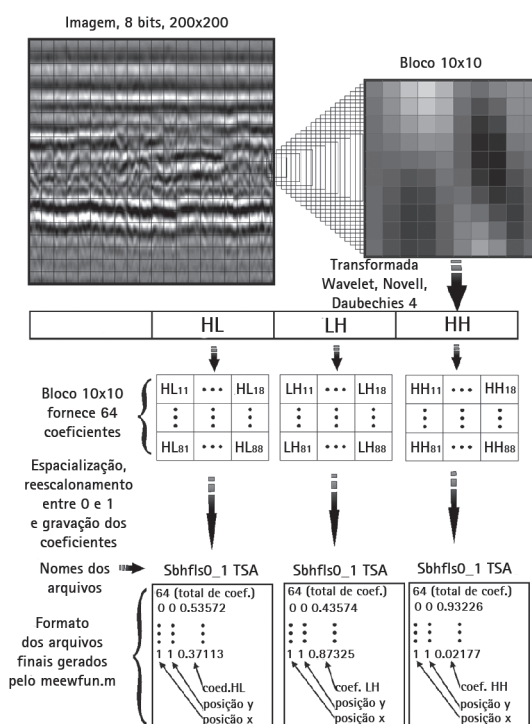 Imagem, 8 bits, 200x200
Bloco 10x10
Transformada
Wavelet, Novell,
Daubechies 4
HL LH HH
Bloco 10x10
fornece 64
coeficientes
HL11 ••• HL18
HL81 ••• HL88
LH11 ••• LH18
LH81 ••• LH88
HH11 ••• HH18
HH81 ••• HH88
Espacialização,
reescalonamento
entre 0 e 1
e gravação dos
coeficientes
Nomes dos
arquivos
Sbhfls0_1 TSA Sbhfls0_1 TSA Sbhfls0_1 TSA
Formato
dos arquivos
finais gerados
pelo meewfun.m
64 (total de coef.)
0 0 0.53572
1 1 0.37113
coed.HL
posição y
posição x
64 (total de coef.)
0 0 0.43574
1 1 0.87325
coef. LH
posição y
posição x
64 (total de coef.)
0 0 0.93226
1 1 0.02177
coef. HH
posição y
posição x